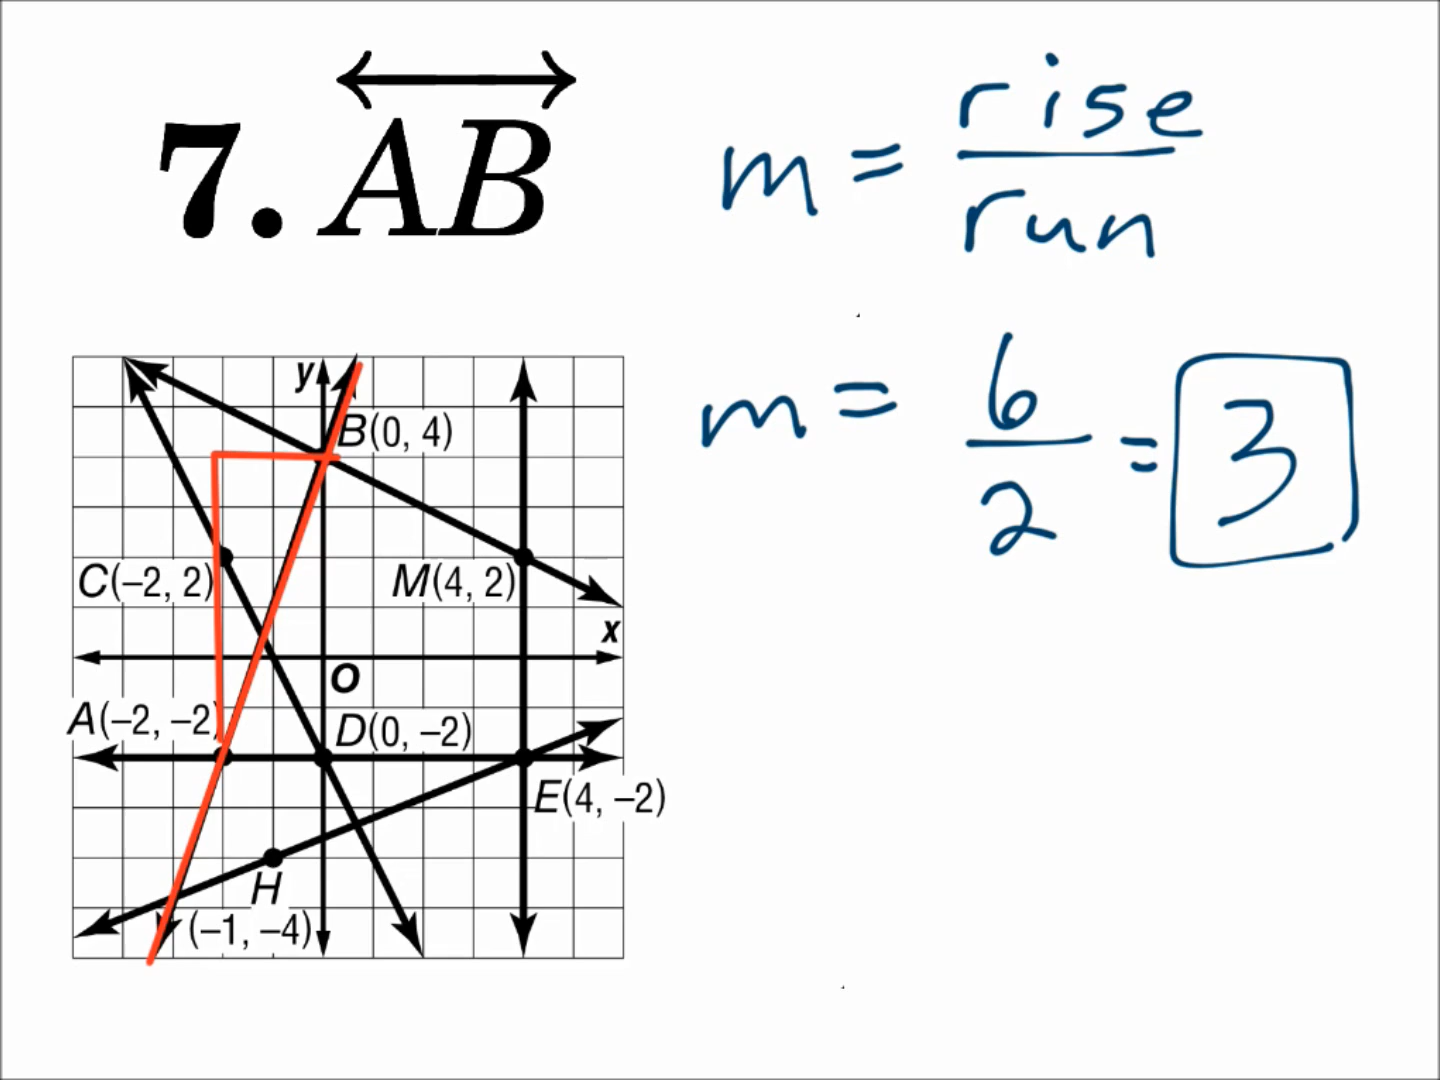 7. AB
m = rise/run
m = 6/2 = 3
y
B(0, 4)
C(–2, 2)
M(4, 2)
x
O
A(–2, –2)
D(0, –2)
E(4, –2)
H
(–1, –4)